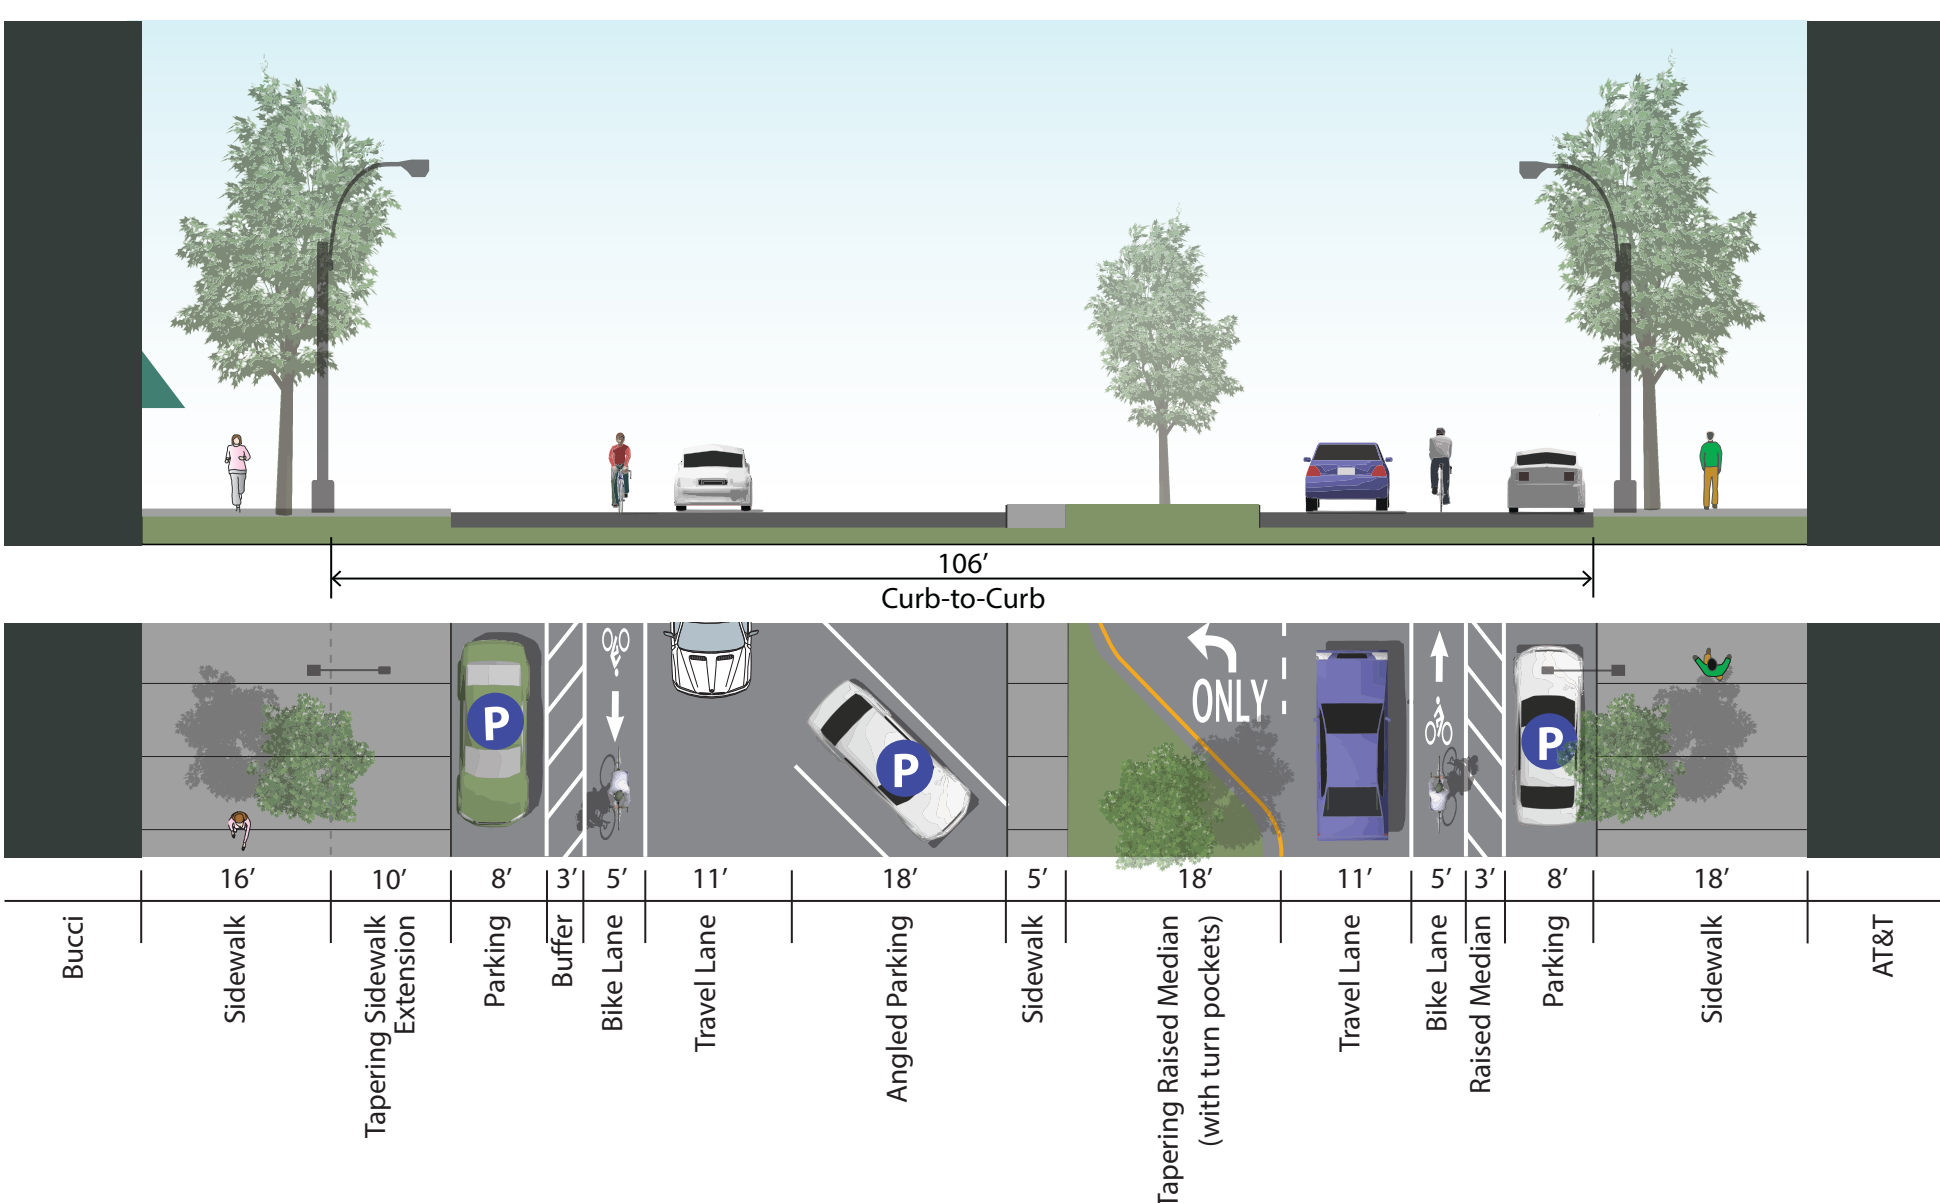 106’
Curb-to-Curb
ONLY
P
P
P
16’
10’
8’
3’
5’
11’
18’
5’
18’
11’
5’
3’
8’
18’
Bucci
Sidewalk
Tapering Sidewalk
Extension
Parking
Buffer
Bike Lane
Travel Lane
Angled Parking
Sidewalk
Tapering Raised Median
(with turn pockets)
Travel Lane
Bike Lane
Raised Median
Parking
Sidewalk
AT&T